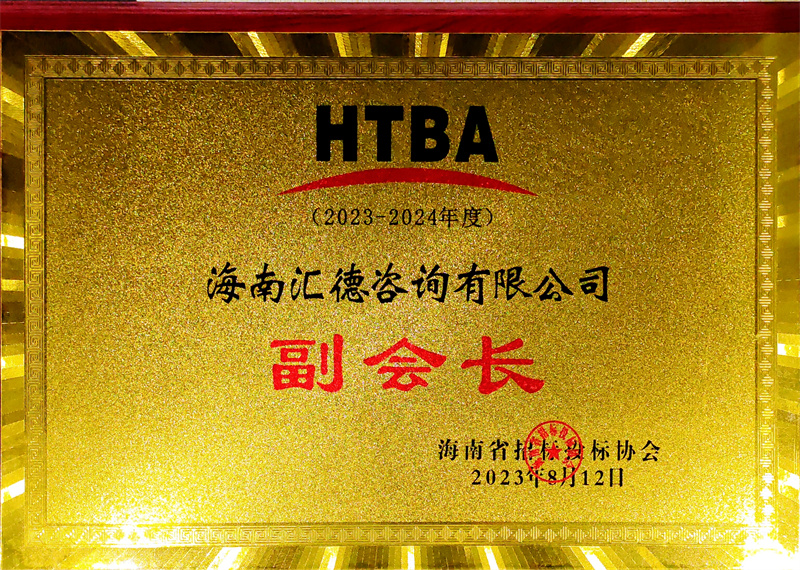 HTBA
（2023-2024年度）
海南汇德咨询有限公司
副会长
海南省招标投标协会
2023年8月12日